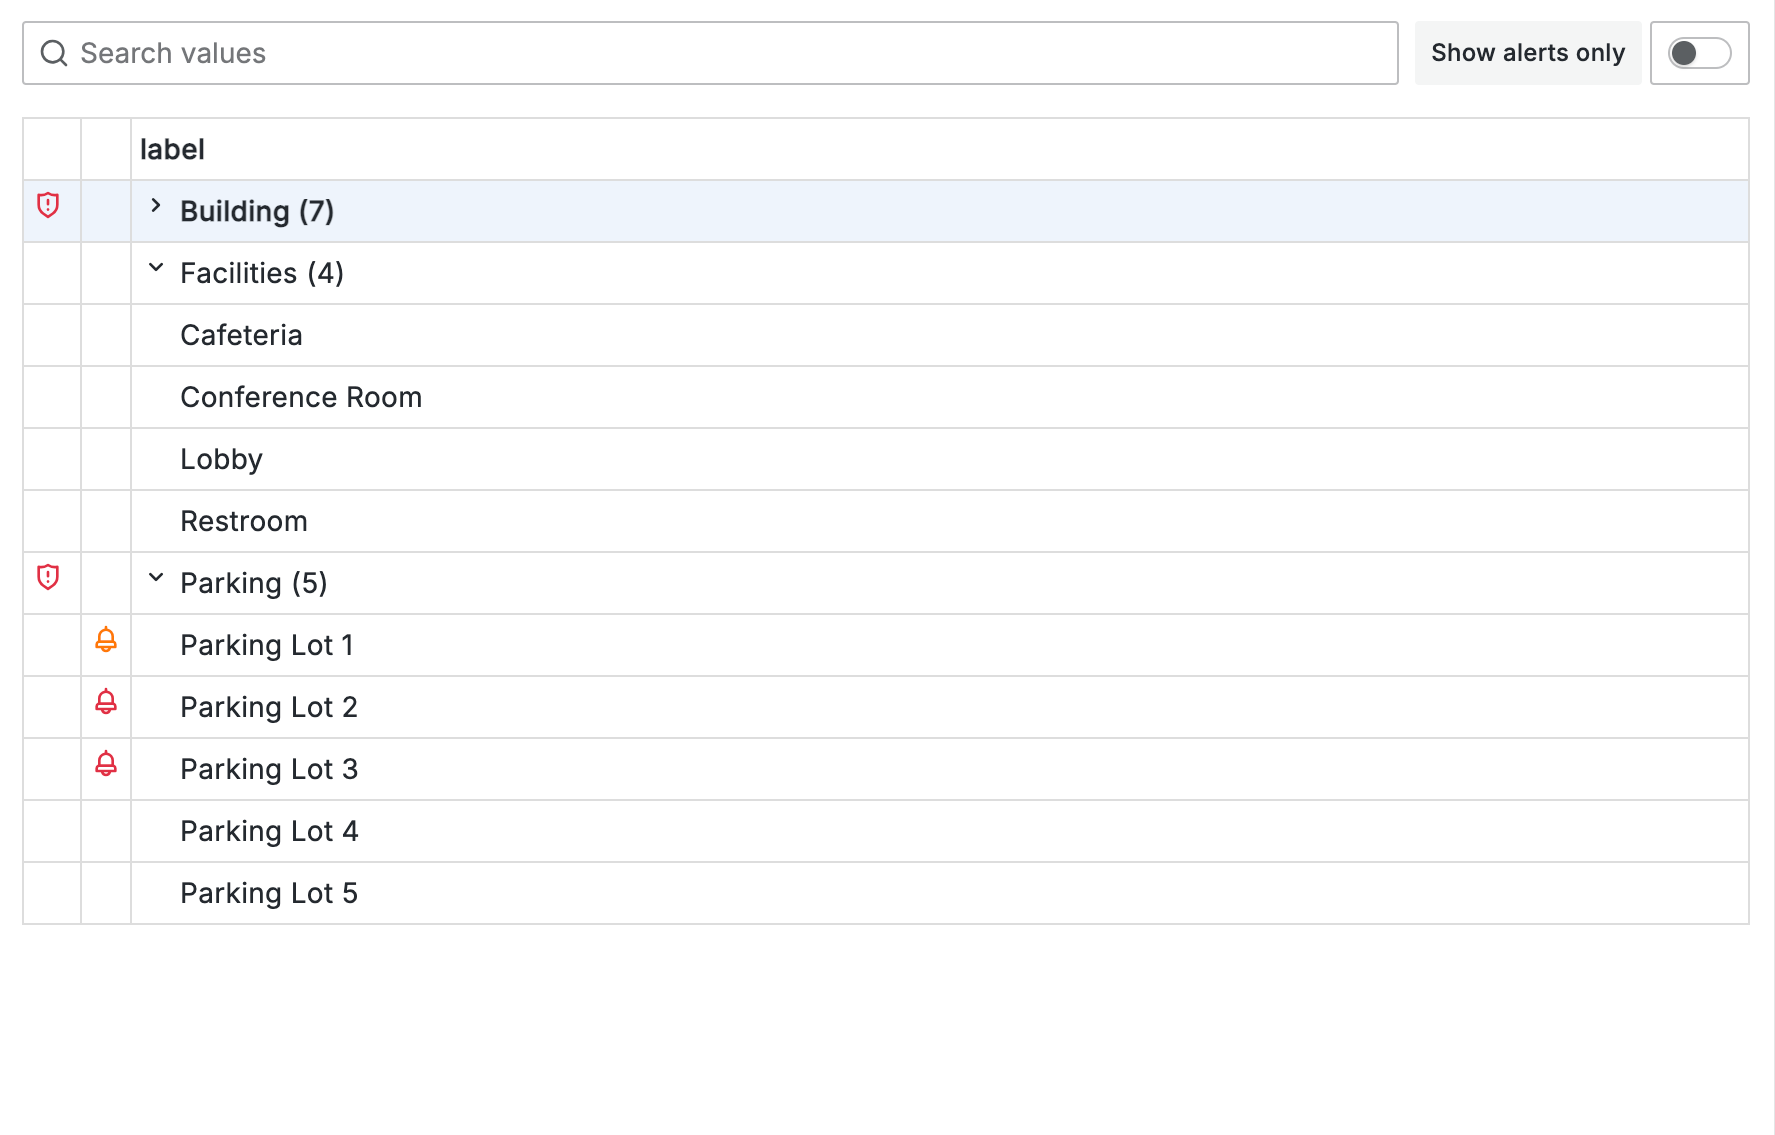 Search values
Show alerts only
label
Building (7)
Facilities (4)
Cafeteria
Conference Room
Lobby
Restroom
Parking (5)
Parking Lot 1
Parking Lot 2
Parking Lot 3
Parking Lot 4
Parking Lot 5